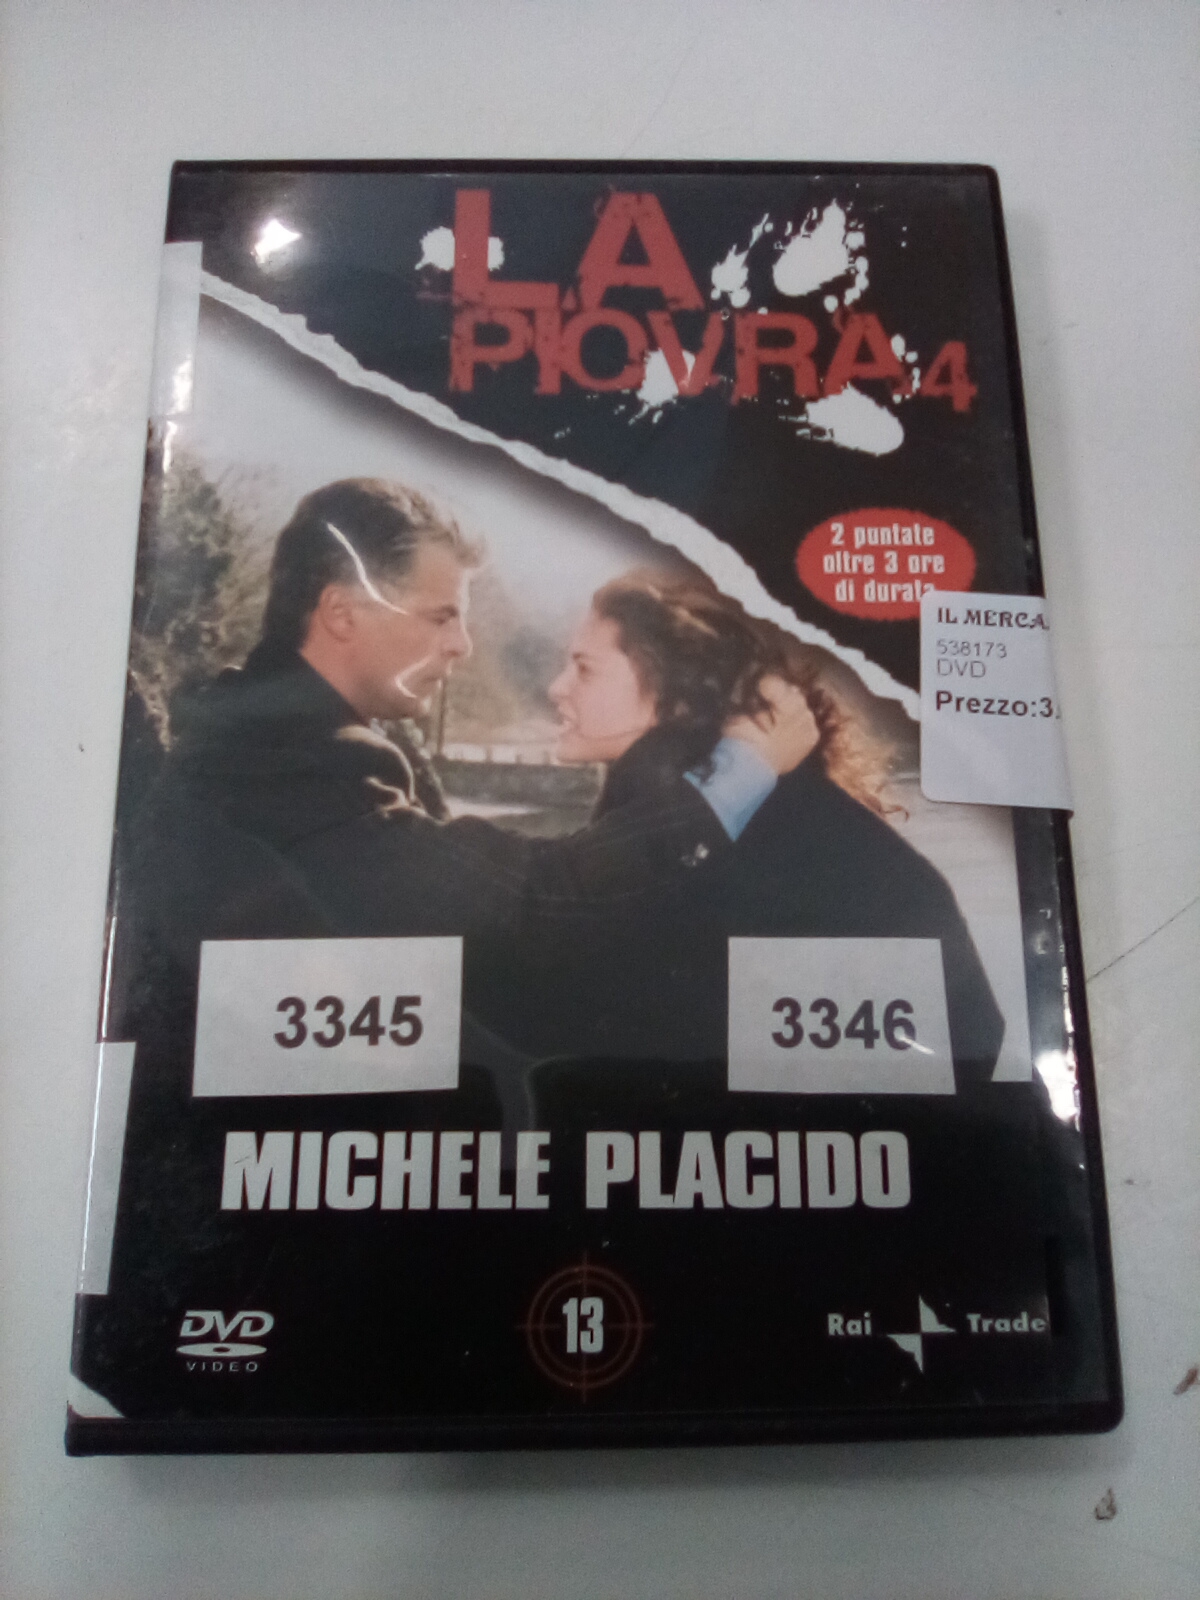 LA
PIOVRA 4
2 puntate
oltre 3 ore
di durata
IL MERCA
538173
DVD
Prezzo:3
3345
3346
MICHELE PLACIDO
DVD
VIDEO
13
Rai Trade